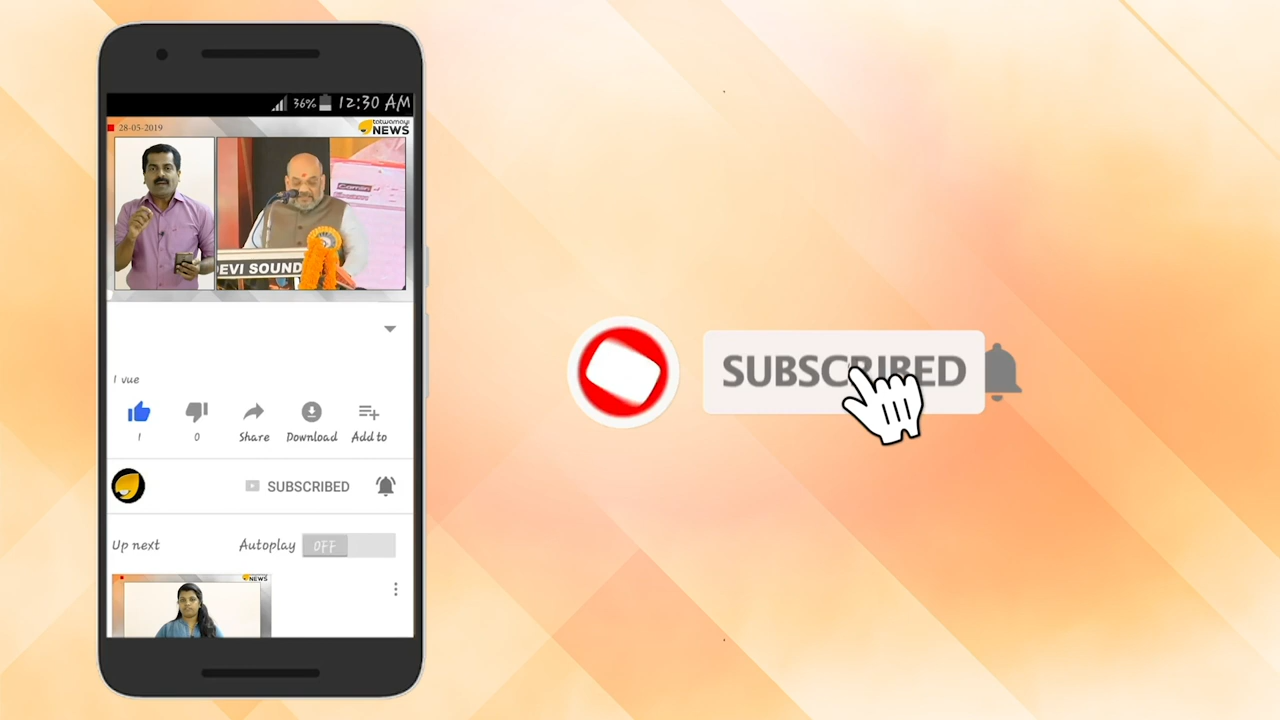 36% 12:30 AM
28-05-2019
tatwamayi
NEWS
DEVI SOUND
1 vue
1
0
Share
Download
Add to
SUBSCRIBED
Up next
Autoplay
OFF
NEWS
SUBSCRIBED